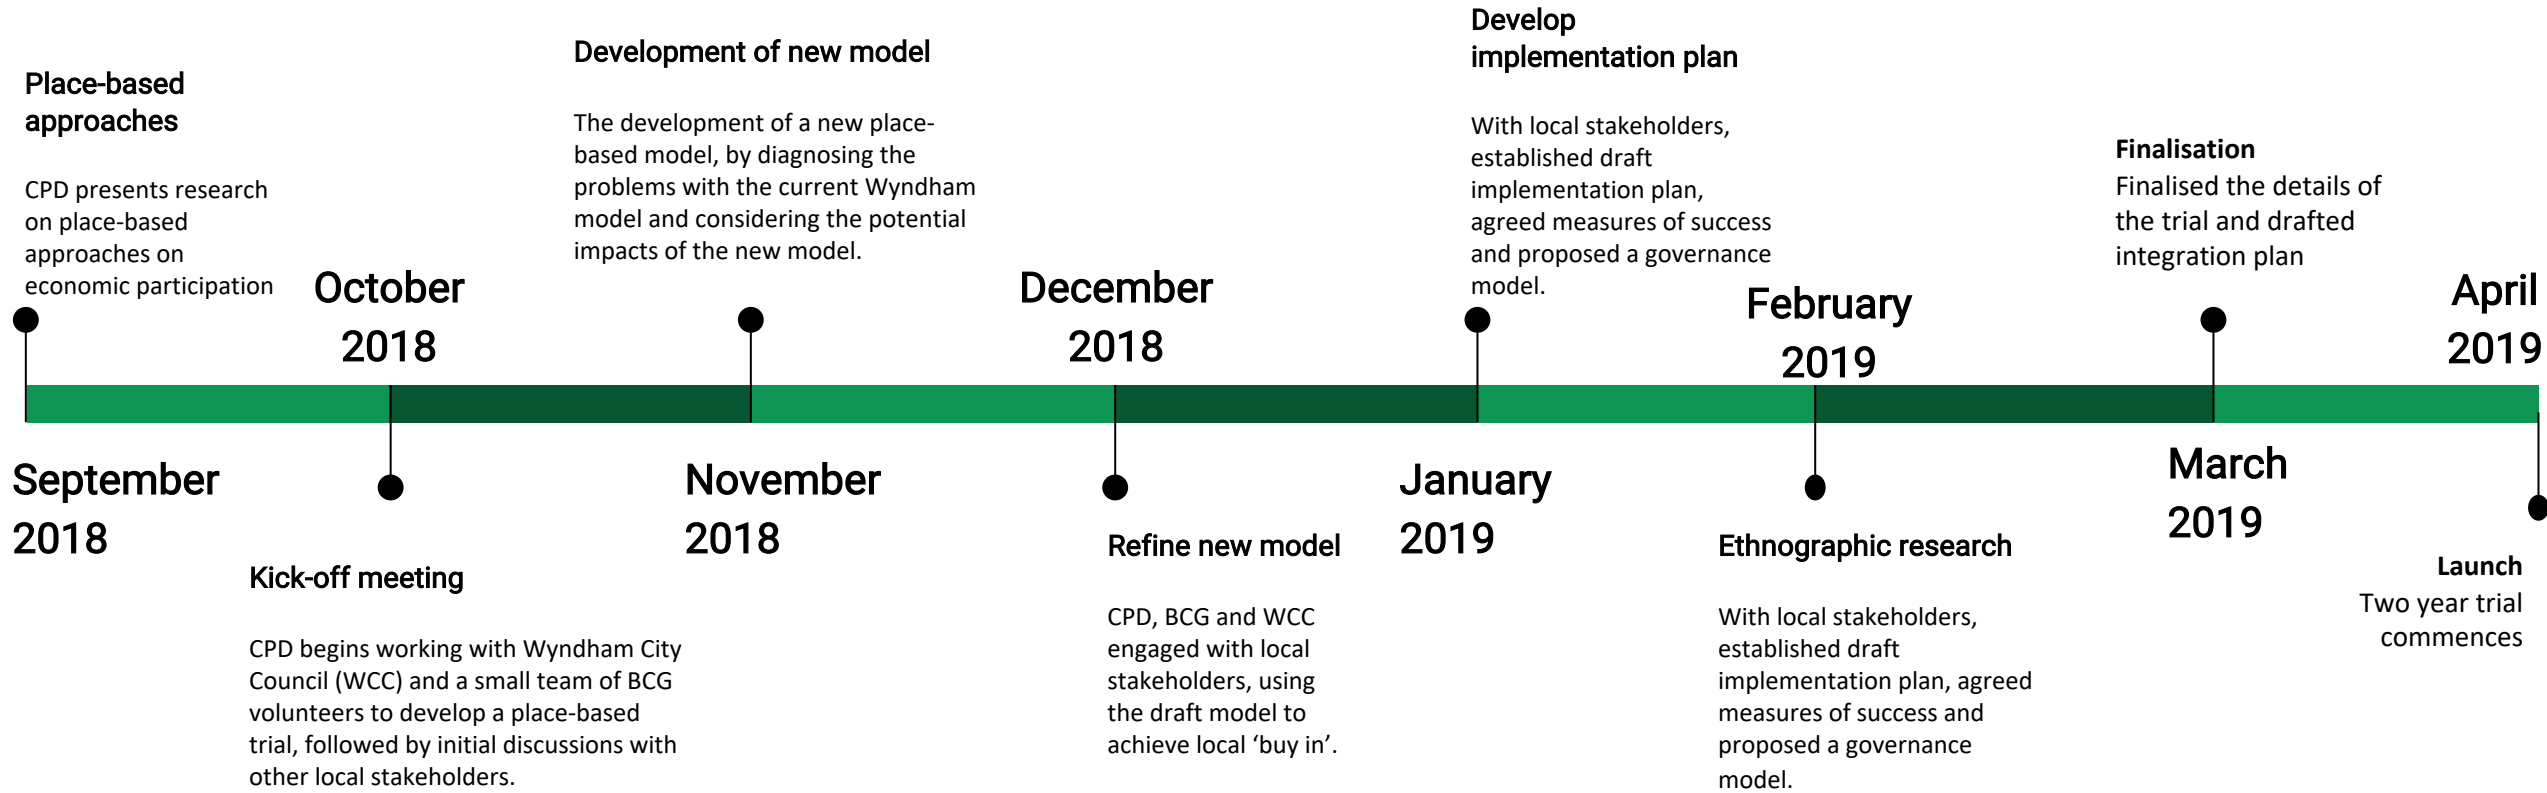 Place-based
approaches
CPD presents research
on place-based
approaches on
economic participation
September
2018
October
2018
Kick-off meeting
CPD begins working with Wyndham City
Council (WCC) and a small team of BCG
volunteers to develop a place-based
trial, followed by initial discussions with
other local stakeholders.
Development of new model
The development of a new place-
based model, by diagnosing the
problems with the current Wyndham
model and considering the potential
impacts of the new model.
November
2018
December
2018
Refine new model
CPD, BCG and WCC
engaged with local
stakeholders, using
the draft model to
achieve local ‘buy in’.
Develop
implementation plan
With local stakeholders,
established draft
implementation plan,
agreed measures of success
and proposed a governance
model.
January
2019
February
2019
Ethnographic research
With local stakeholders,
established draft
implementation plan, agreed
measures of success and
proposed a governance
model.
Finalisation
Finalised the details of
the trial and drafted
integration plan
March
2019
April
2019
Launch
Two year trial
commences